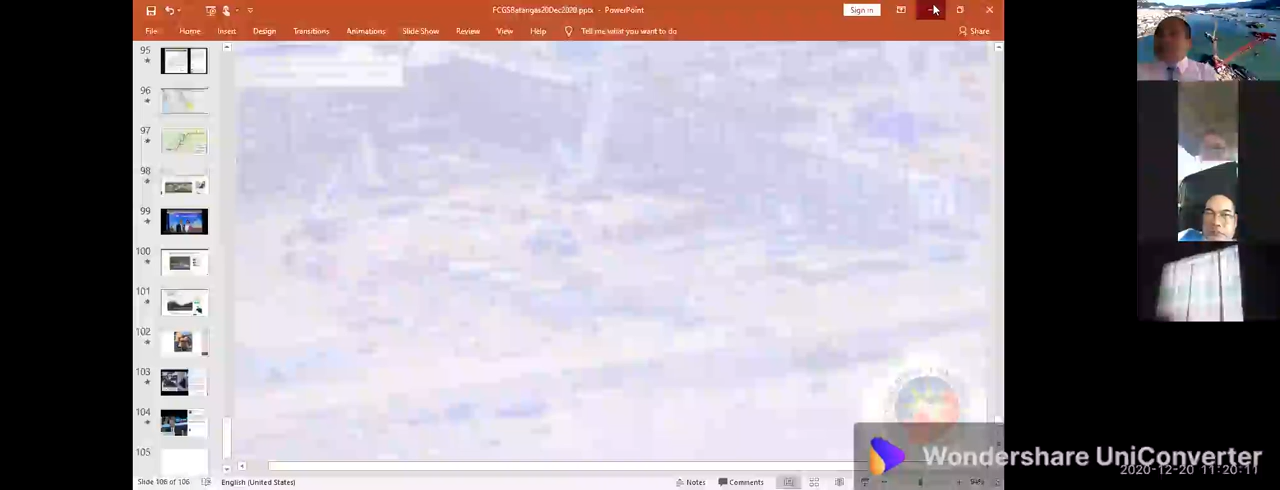 FCGSBatangas20Dec2020.pptx - PowerPoint
Sign in
File Home Insert Design Transitions Animations Slide Show Review View Help Tell me what you want to do Share
95
96
97
98
99
100
101
102
103
104
105
Slide 106 of 106 English (United States) Notes Comments 94%
Wondershare UniConverter
2020-12-20 11:20:11